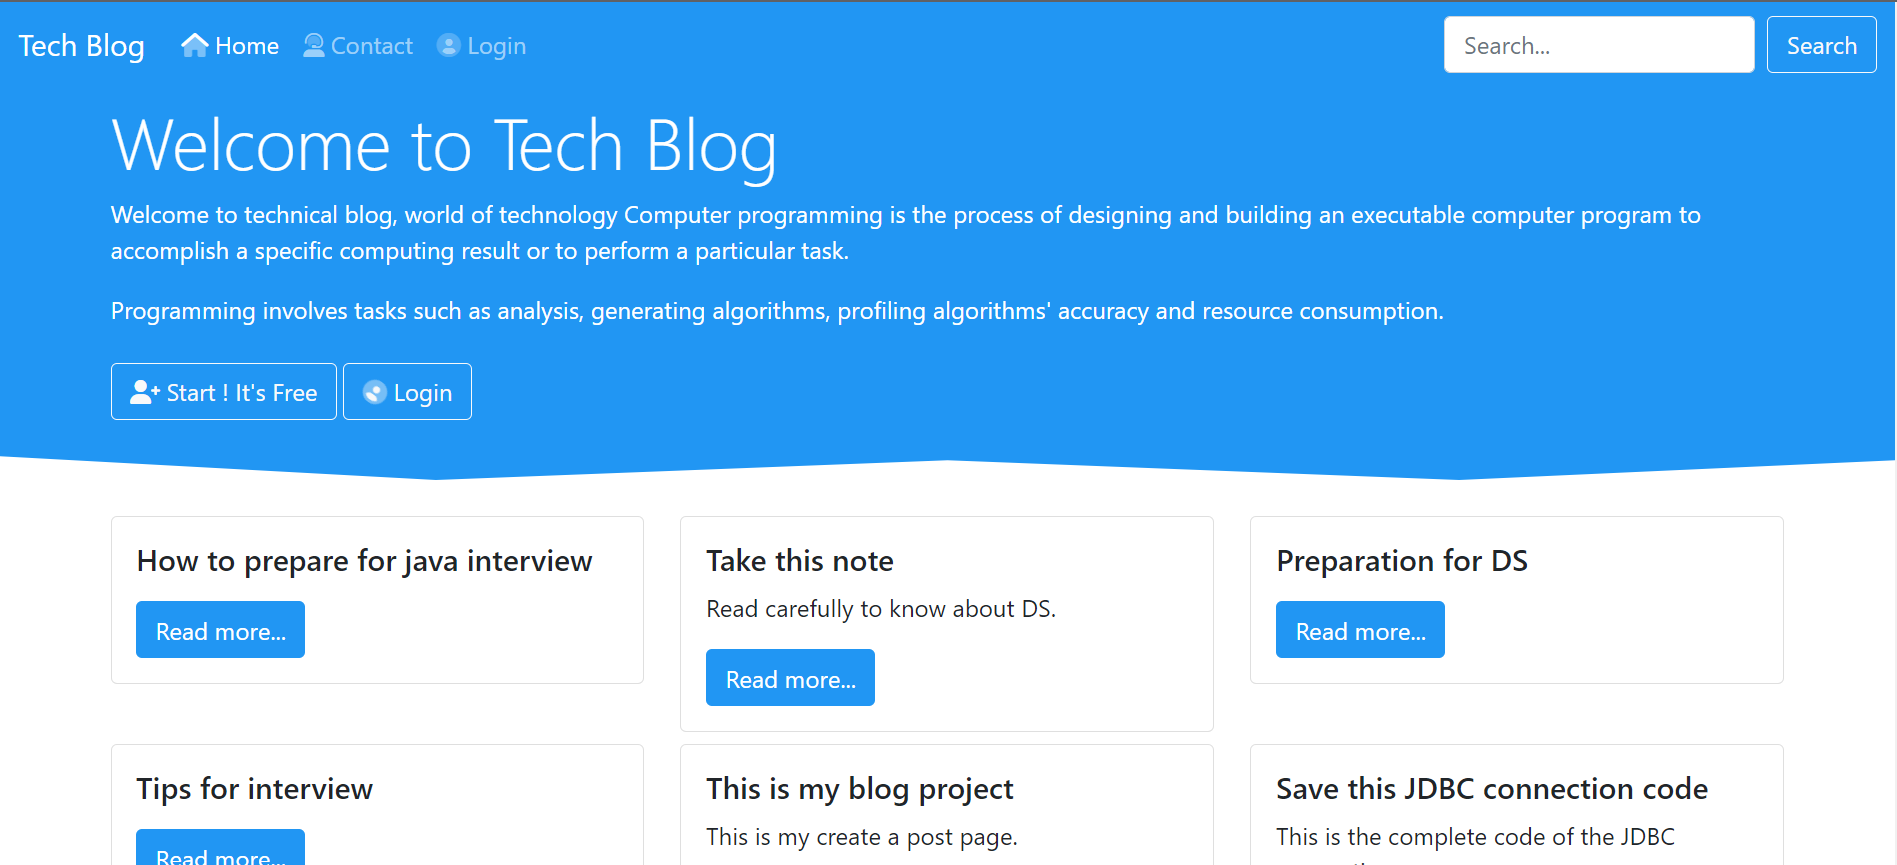 Tech Blog Home Contact Login Search... Search
Welcome to Tech Blog
Welcome to technical blog, world of technology Computer programming is the process of designing and building an executable computer program to
accomplish a specific computing result or to perform a particular task.
Programming involves tasks such as analysis, generating algorithms, profiling algorithms' accuracy and resource consumption.
Start ! It's Free Login
How to prepare for java interview
Read more...
Take this note
Read carefully to know about DS.
Read more...
Preparation for DS
Read more...
Tips for interview
Read more...
This is my blog project
This is my create a post page.
Save this JDBC connection code
This is the complete code of the JDBC